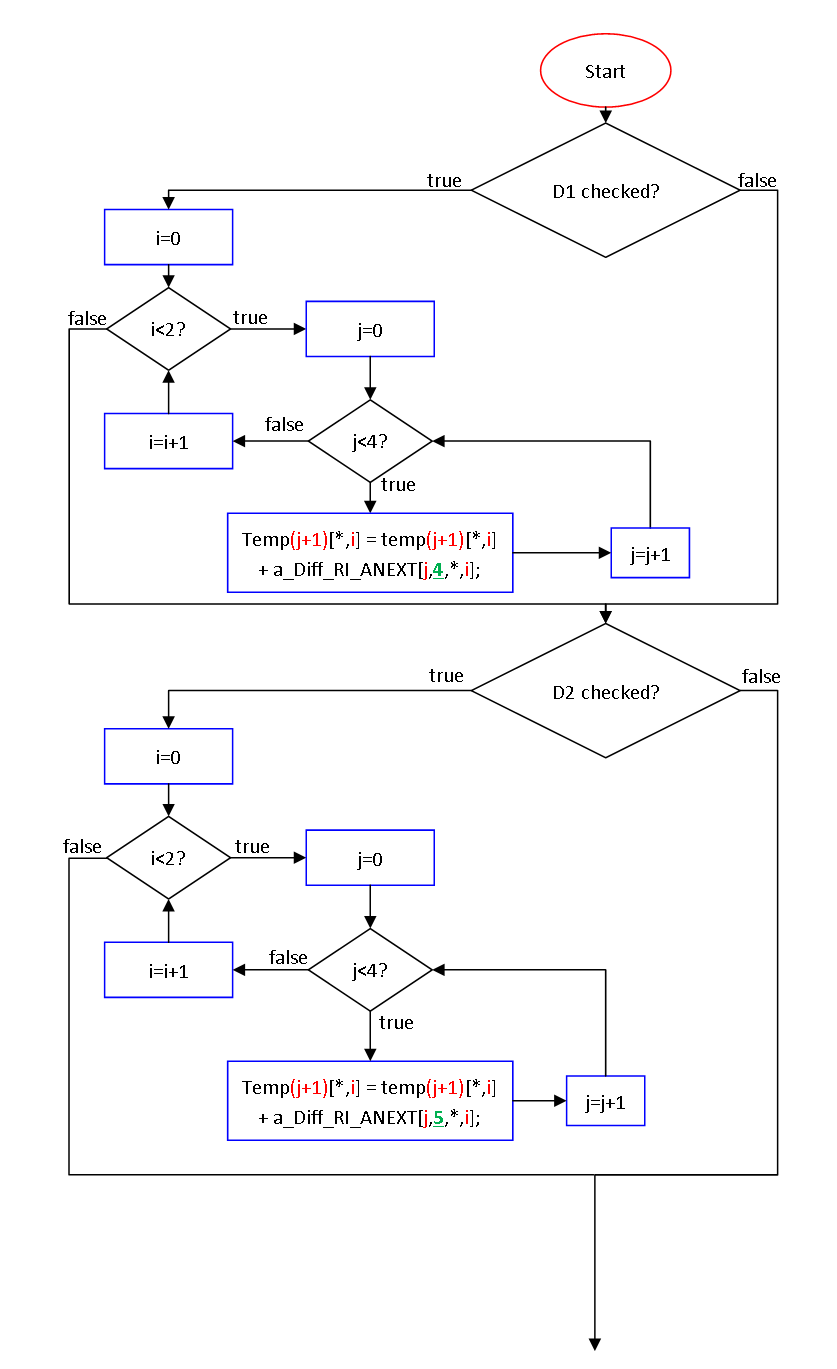 Start
D1 checked?
true
false
i=0
i<2?
false
true
j=0
j<4?
false
true
i=i+1
Temp(j+1)[*,i] = temp(j+1)[*,i]
+ a_Diff_RI_ANEXT[j,4,*,i];
j=j+1
D2 checked?
true
false
i=0
i<2?
false
true
j=0
j<4?
false
true
i=i+1
Temp(j+1)[*,i] = temp(j+1)[*,i]
+ a_Diff_RI_ANEXT[j,5,*,i];
j=j+1